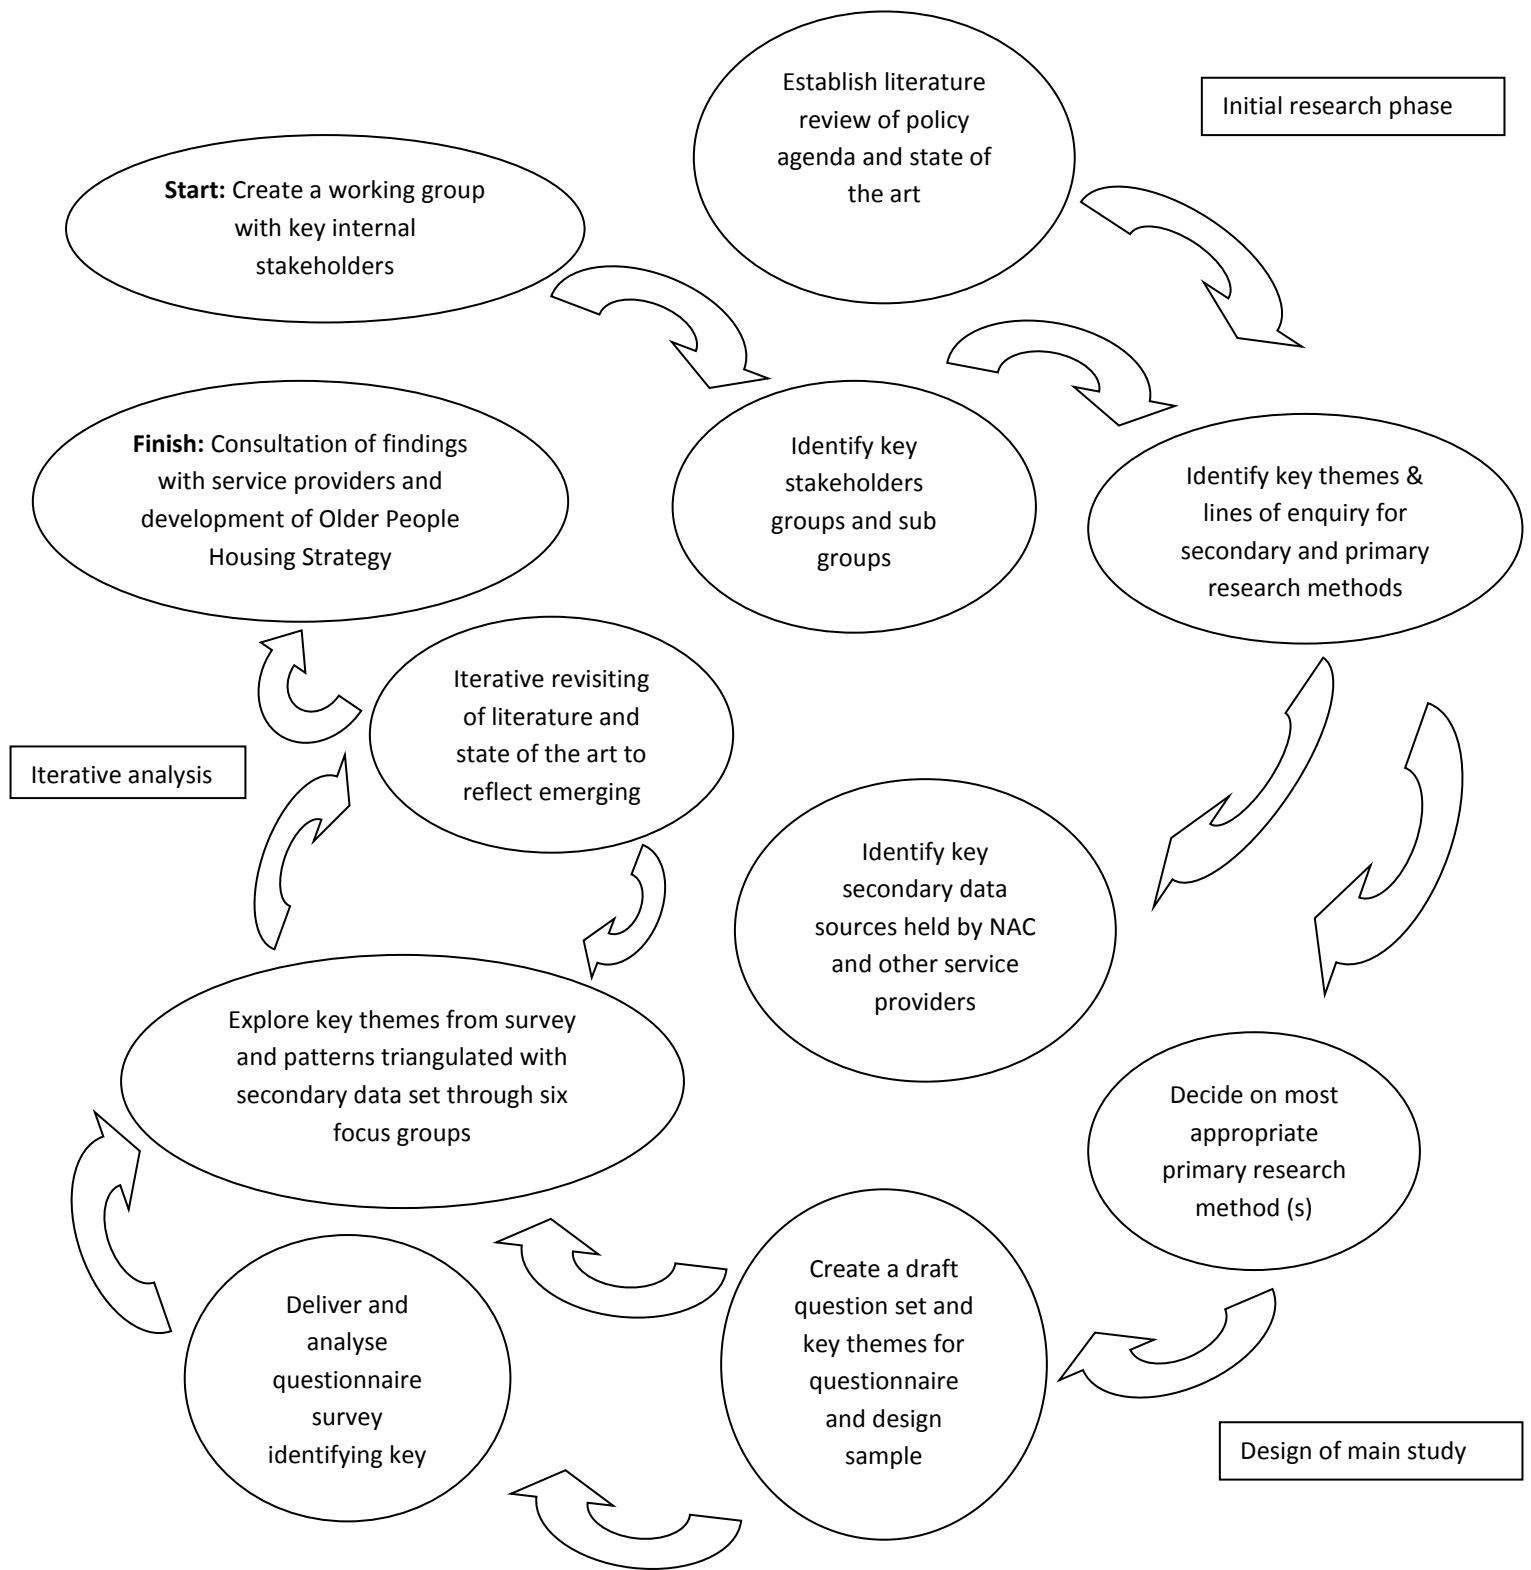 Establish literature
review of policy
agenda and state of
the art
Initial research phase
Start: Create a working group
with key internal
stakeholders
Finish: Consultation of findings
with service providers and
development of Older People
Housing Strategy
Identify key
stakeholders
groups and sub
groups
Identify key themes &
lines of enquiry for
secondary and primary
research methods
Iterative revisiting
of literature and
state of the art to
reflect emerging
Iterative analysis
Identify key
secondary data
sources held by NAC
and other service
providers
Explore key themes from survey
and patterns triangulated with
secondary data set through six
focus groups
Decide on most
appropriate
primary research
method (s)
Deliver and
analyse
questionnaire
survey
identifying key
Create a draft
question set and
key themes for
questionnaire
and design
sample
Design of main study